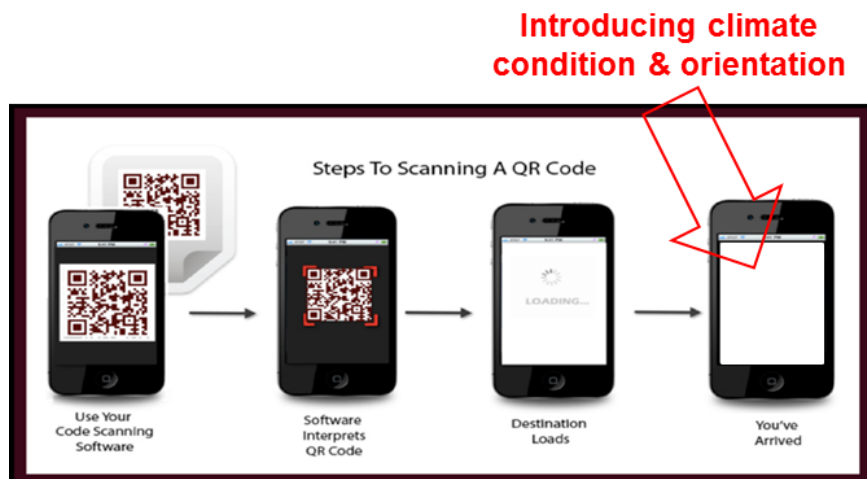 Introducing climate
condition & orientation
Steps To Scanning A QR Code
LOADING...
Use Your
Code Scanning
Software
Software
Interprets
QR Code
Destination
Loads
You've
Arrived